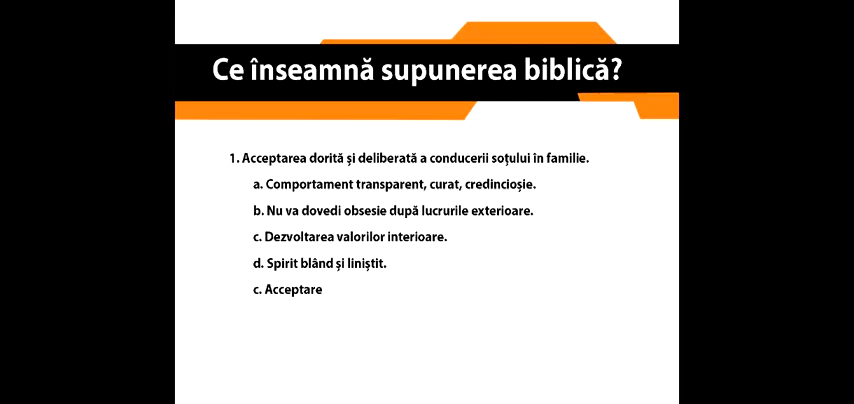 Ce înseamnă supunerea biblică?
1. Acceptarea dorită și deliberată a conducerii soțului în familie.
a. Comportament transparent, curat, credincioșie.
b. Nu va dovedi obsesie după lucrurile exterioare.
c. Dezvoltarea valorilor interioare.
d. Spirit blând și liniștit.
c. Acceptare